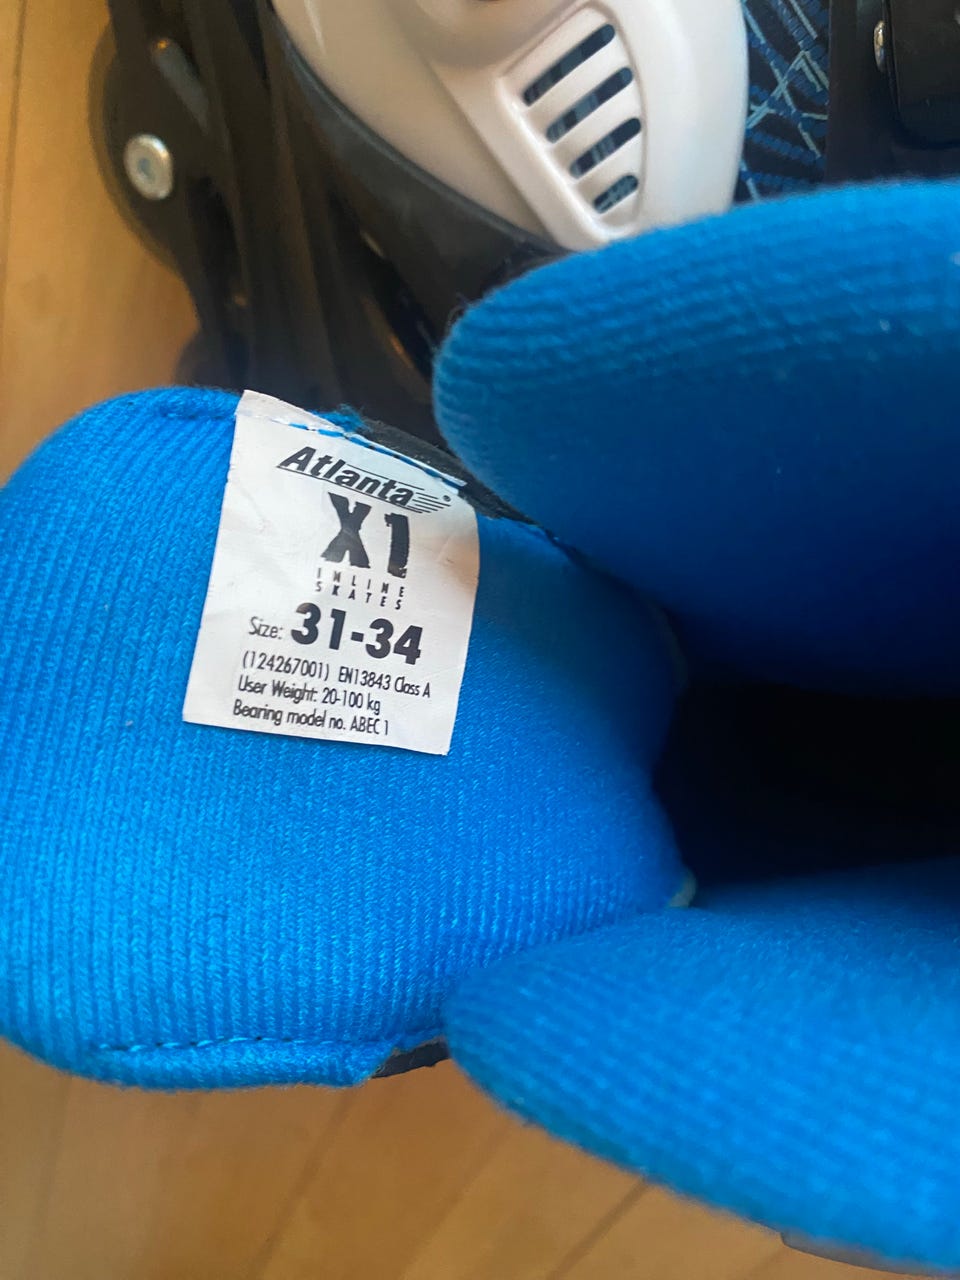 Atlanta
X1
INLINE
SKATES
Size: 31-34
(124267001) EN13843 Class A
User Weight: 20-100 kg
Bearing model no. ABEC 1